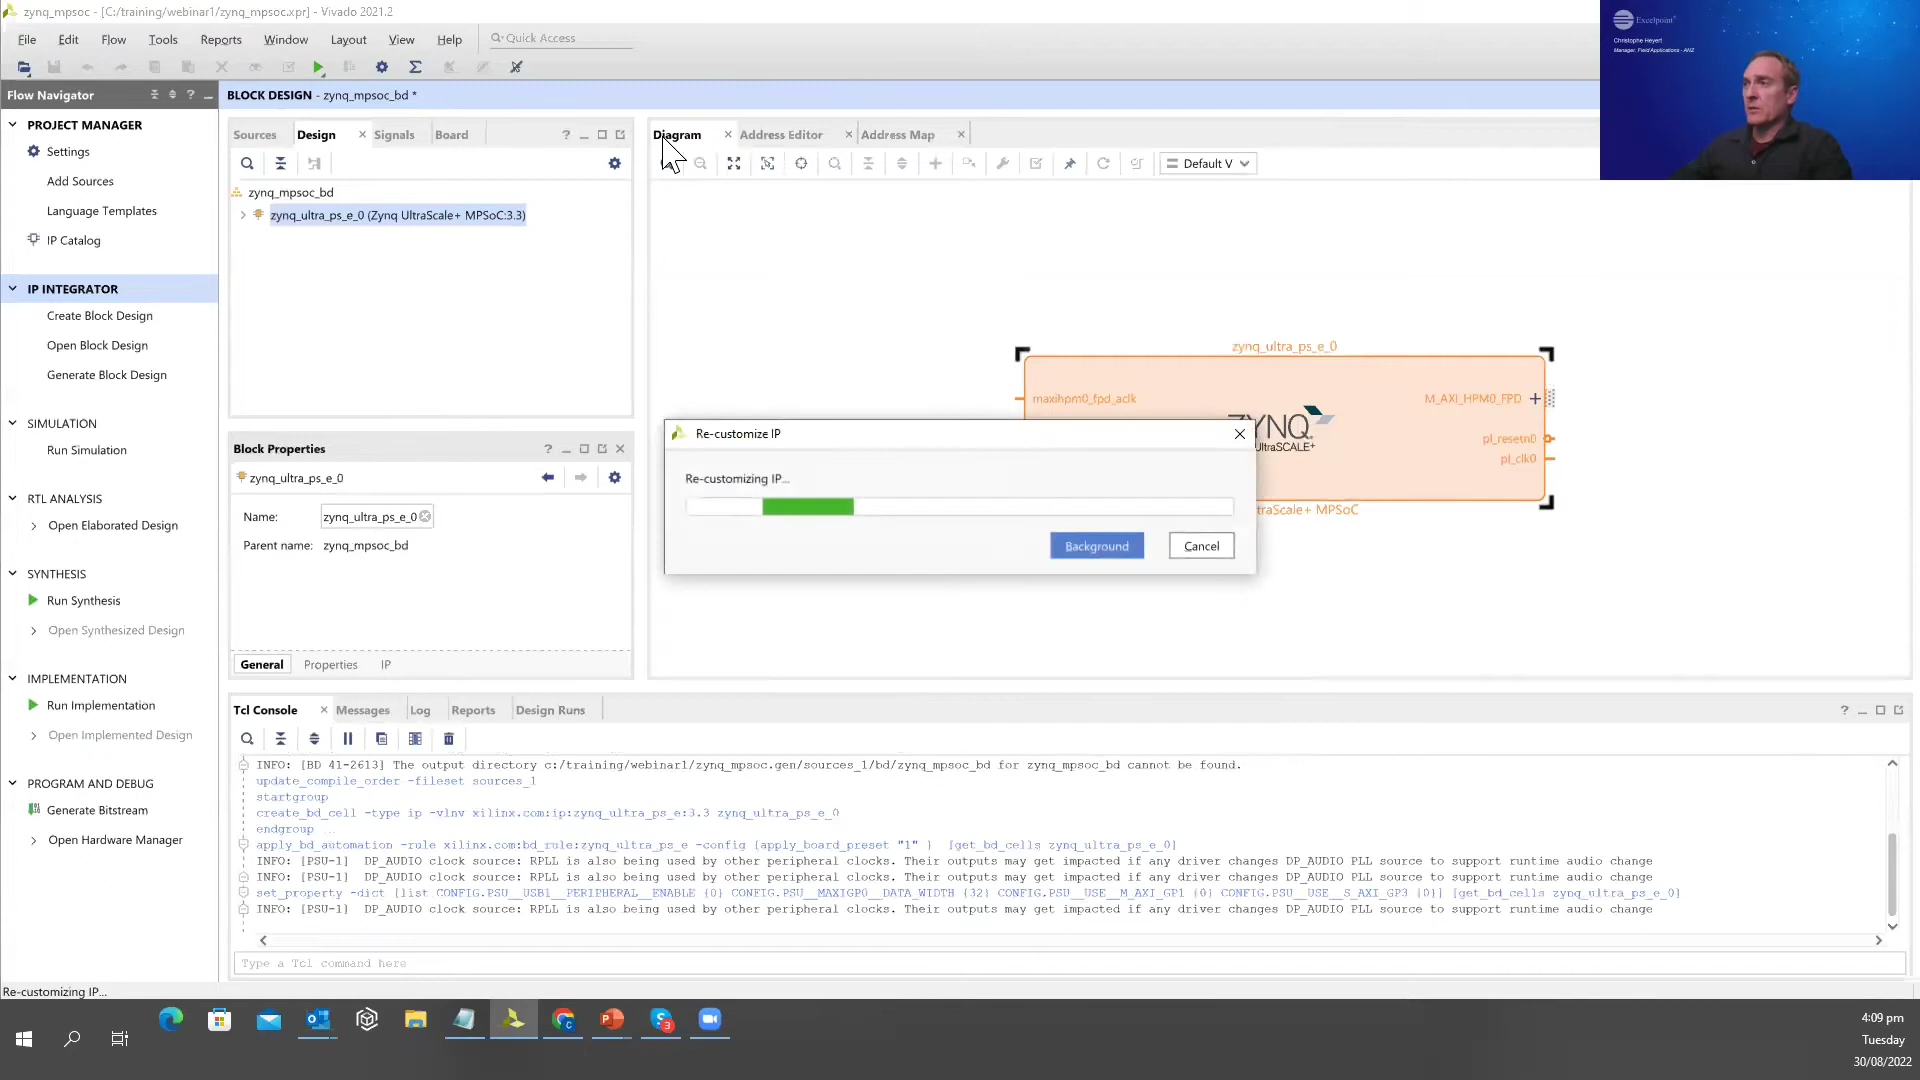 zynq_mpsoc - [C:/training/webinar1/zynq_mpsoc.xpr] - Vivado 2021.2
File Edit Flow Tools Reports Window Layout View Help Quick Access
Flow Navigator
PROJECT MANAGER
Settings
Add Sources
Language Templates
IP Catalog
IP INTEGRATOR
Create Block Design
Open Block Design
Generate Block Design
SIMULATION
Run Simulation
RTL ANALYSIS
Open Elaborated Design
SYNTHESIS
Run Synthesis
Open Synthesized Design
IMPLEMENTATION
Run Implementation
Open Implemented Design
PROGRAM AND DEBUG
Generate Bitstream
Open Hardware Manager
BLOCK DESIGN - zynq_mpsoc_bd *
Sources Design Signals Board
zynq_mpsoc_bd
zynq_ultra_ps_e_0 (Zynq UltraScale+ MPSoC:3.3)
Block Properties
zynq_ultra_ps_e_0
Name: zynq_ultra_ps_e_0
Parent name: zynq_mpsoc_bd
General Properties IP
Diagram Address Editor Address Map
Default V
zynq_ultra_ps_e_0
maxihpm0_fpd_aclk
M_AXI_HPM0_FPD
pl_resetn0
pl_clk0
ZYNQ
UltraSCALE+
traScale+ MPSoC
Re-customize IP
Re-customizing IP...
Background Cancel
Excelpoint
Christophe Heyert
Manager, Field Applications - ANZ
Tcl Console Messages Log Reports Design Runs
INFO: [BD 41-2613] The output directory c:/training/webinar1/zynq_mpsoc.gen/sources_1/bd/zynq_mpsoc_bd for zynq_mpsoc_bd cannot be found.
update_compile_order -fileset sources_1
startgroup
create_bd_cell -type ip -vlnv xilinx.com:ip:zynq_ultra_ps_e:3.3 zynq_ultra_ps_e_0
endgroup ...
apply_bd_automation -rule xilinx.com:bd_rule:zynq_ultra_ps_e -config {apply_board_preset "1" } [get_bd_cells zynq_ultra_ps_e_0]
INFO: [PSU-1] DP_AUDIO clock source: RPLL is also being used by other peripheral clocks. Their outputs may get impacted if any driver changes DP_AUDIO PLL source to support runtime audio change
INFO: [PSU-1] DP_AUDIO clock source: RPLL is also being used by other peripheral clocks. Their outputs may get impacted if any driver changes DP_AUDIO PLL source to support runtime audio change
set_property -dict [list CONFIG.PSU__USB1__PERIPHERAL__ENABLE {0} CONFIG.PSU__MAXIGP0__DATA_WIDTH {32} CONFIG.PSU__USE__M_AXI_GP1 {0} CONFIG.PSU__USE__S_AXI_GP3 {0}] [get_bd_cells zynq_ultra_ps_e_0]
INFO: [PSU-1] DP_AUDIO clock source: RPLL is also being used by other peripheral clocks. Their outputs may get impacted if any driver changes DP_AUDIO PLL source to support runtime audio change
Type a Tcl command here
Re-customizing IP...
4:09 pm
Tuesday
30/08/2022